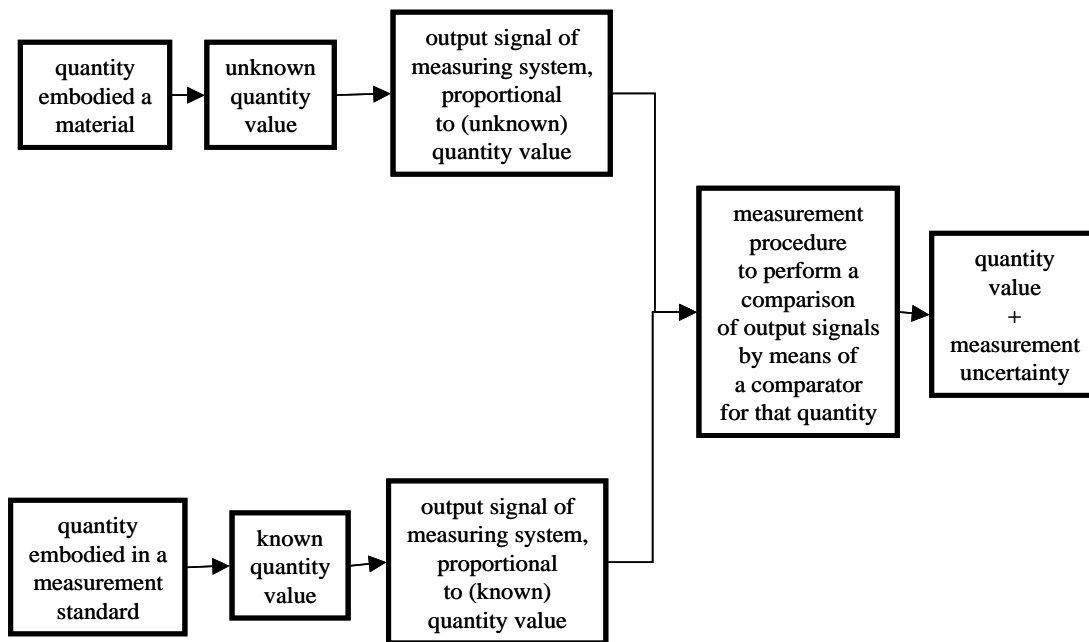 quantity
embodied a
material
unknown
quantity
value
output signal of
measuring system,
proportional
to (unknown)
quantity value
measurement
procedure
to perform a
comparison
of output signals
by means of
a comparator
for that quantity
quantity
value
+
measurement
uncertainty
quantity
embodied in a
measurement
standard
known
quantity
value
output signal of
measuring system,
proportional
to (known)
quantity value